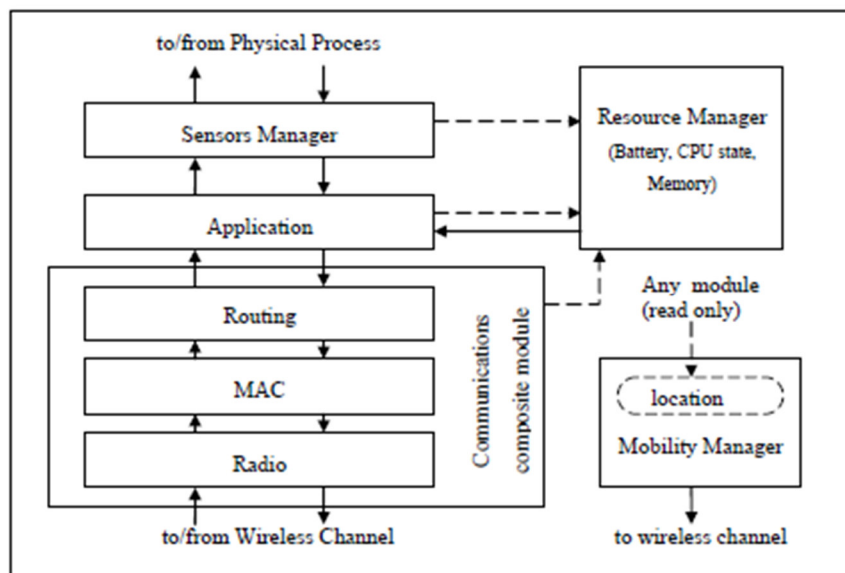 to/from Physical Process
Sensors Manager
Application
Routing
MAC
Radio
Communications
composite module
to/from Wireless Channel
Resource Manager
(Battery, CPU state,
Memory)
Any module
(read only)
location
Mobility Manager
to wireless channel